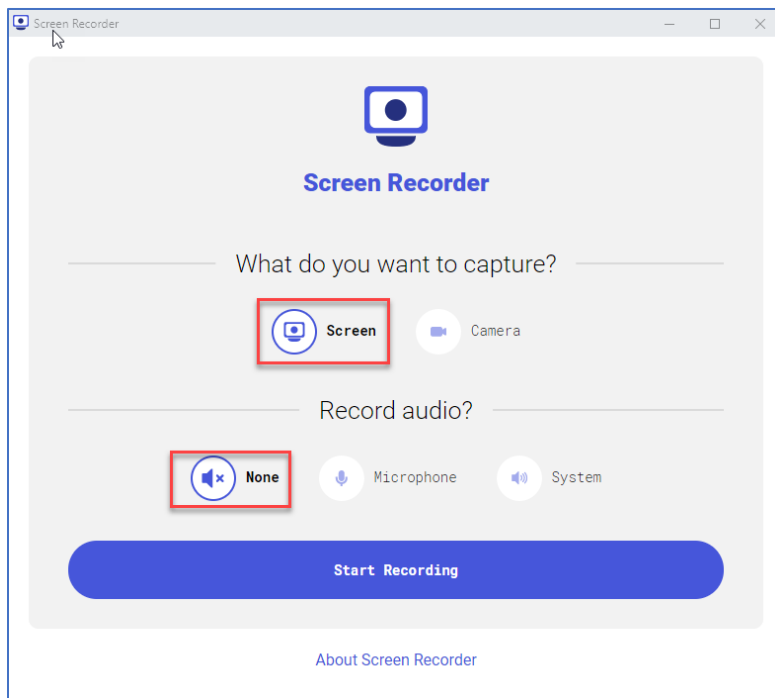 Screen Recorder
Screen Recorder
What do you want to capture?
Screen Camera
Record audio?
None Microphone System
Start Recording
About Screen Recorder